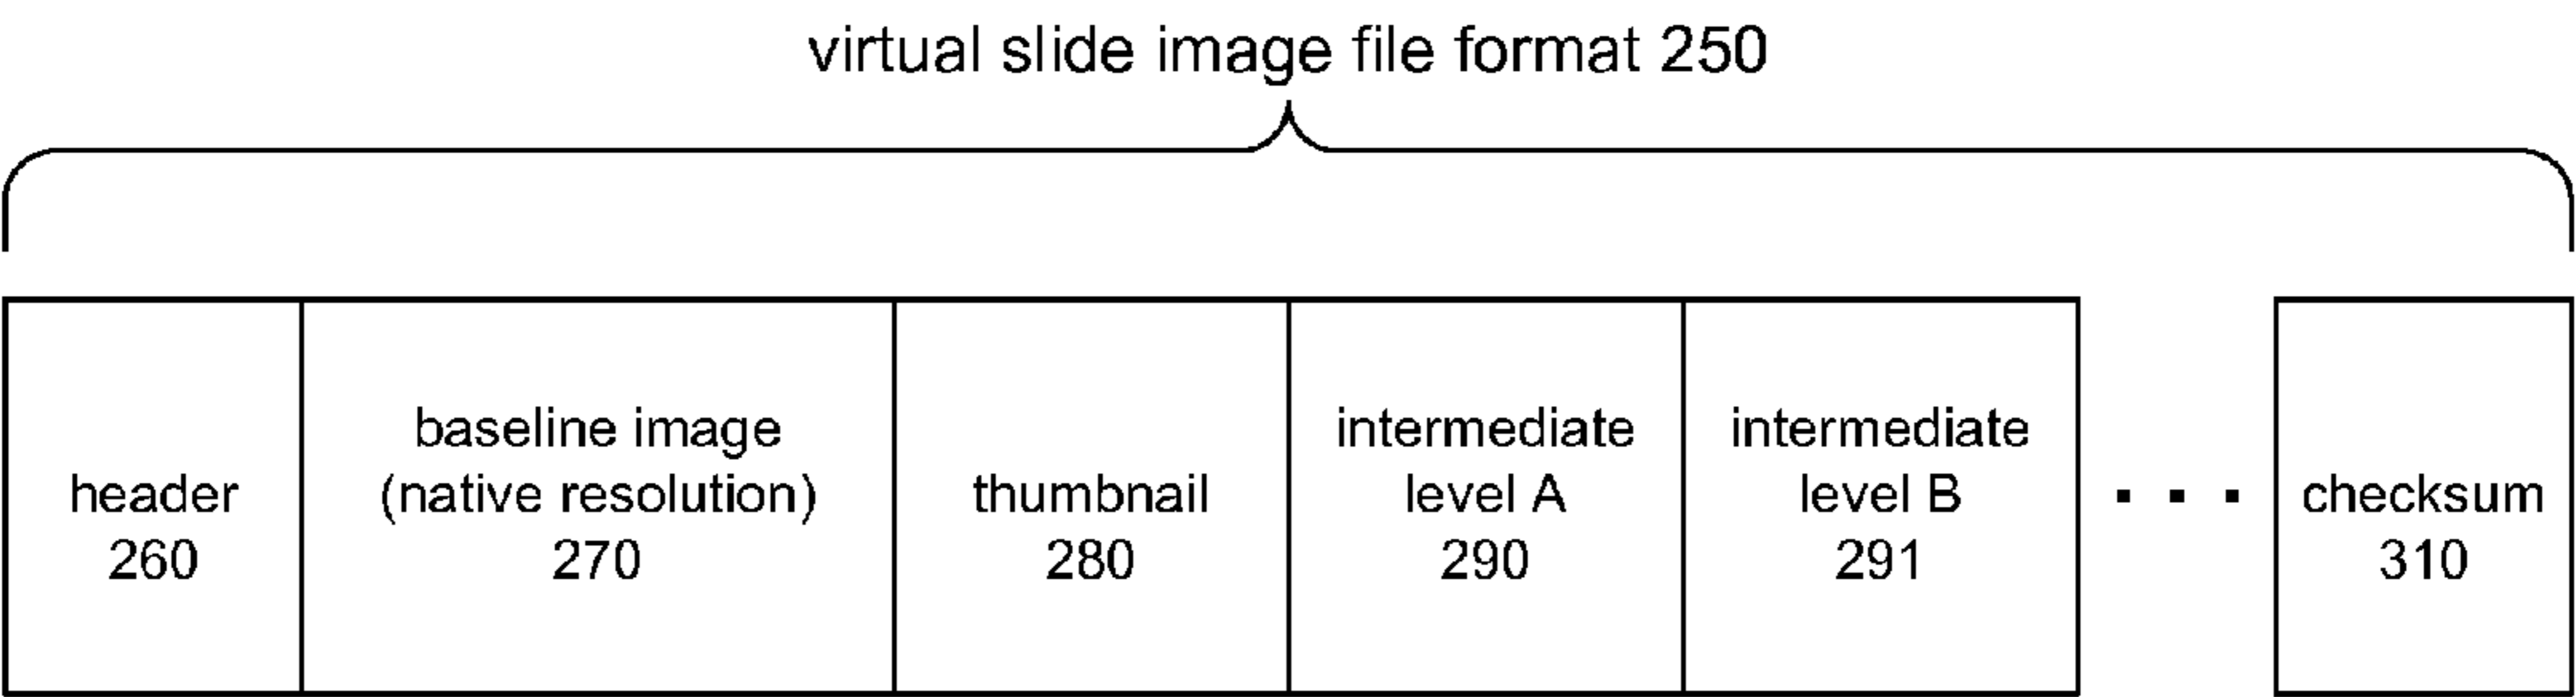 virtual slide image file format 250
header
260
baseline image
(native resolution)
270
thumbnail
280
intermediate
level A
290
intermediate
level B
291
. . .
checksum
310